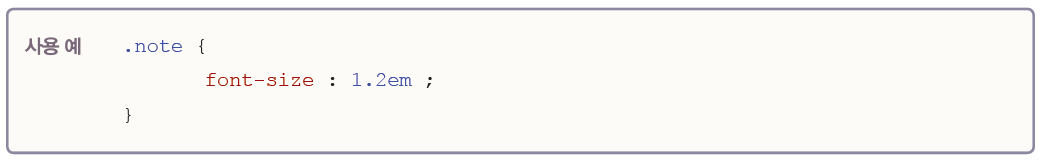 사용 예 .note {
font-size : 1.2em ;
}